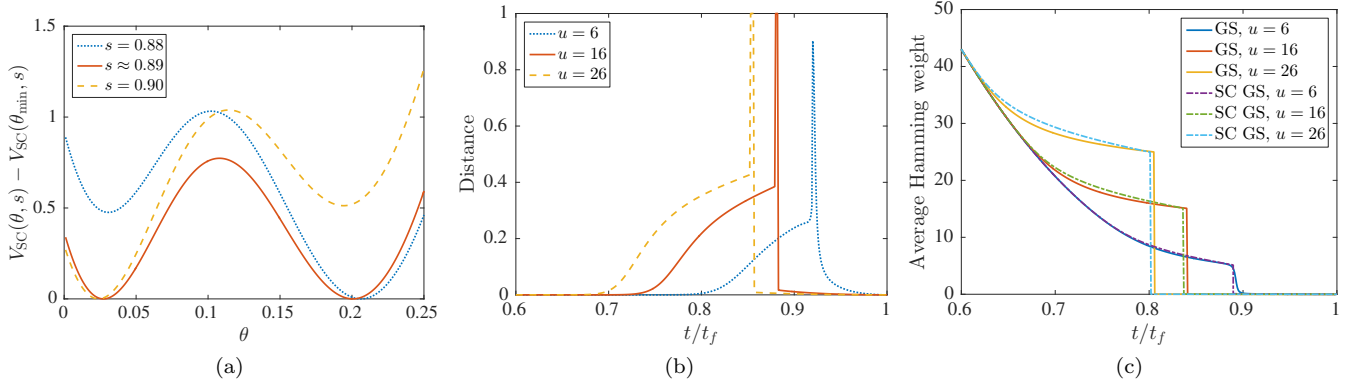 1.5
1
0.5
0
0
0.05
0.1
0.15
0.2
0.25
V_SC(θ, s) − V_SC(θ_min, s)
θ
s = 0.88
s ≈ 0.89
s = 0.90
(a)
1
0.8
0.6
0.4
0.2
0
0.6
0.7
0.8
0.9
1
Distance
t/t_f
u = 6
u = 16
u = 26
(b)
50
40
30
20
10
0
0.6
0.7
0.8
0.9
1
Average Hamming weight
t/t_f
GS, u = 6
GS, u = 16
GS, u = 26
SC GS, u = 6
SC GS, u = 16
SC GS, u = 26
(c)